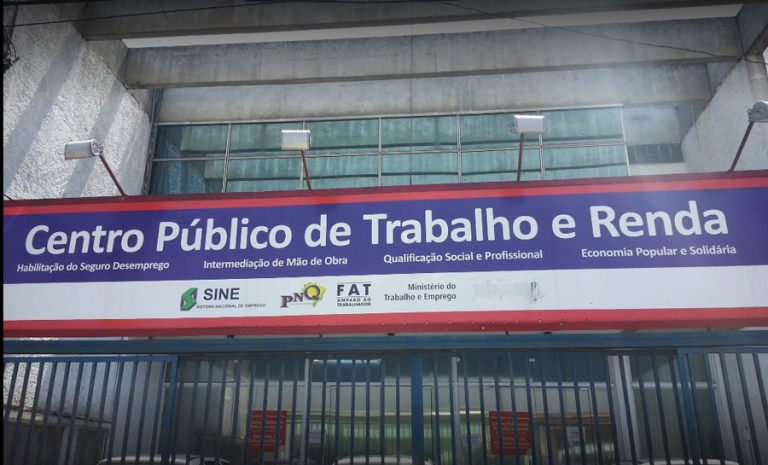 Centro Público de Trabalho e Renda
Habilitação do Seguro Desemprego Intermediação de Mão de Obra Qualificação Social e Profissional Economia Popular e Solidária
SINE
SISTEMA NACIONAL DE EMPREGO
PNQ
FAT
AMPARO AO
TRABALHADOR
Ministério do
Trabalho e Emprego